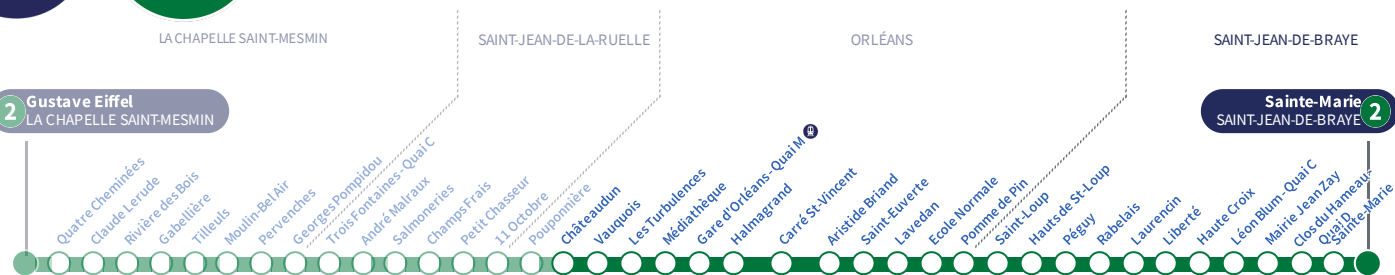 LA CHAPELLE SAINT-MESMIN
SAINT-JEAN-DE-LA-RUELLE
ORLÉANS
SAINT-JEAN-DE-BRAYE
2
Gustave Eiffel
LA CHAPELLE SAINT-MESMIN
Sainte-Marie
SAINT-JEAN-DE-BRAYE
2
Quatre Cheminées
Claude Lerude
Rivière des Bois
Gabellière
Tilleuls
Moulin-Bel Air
Pervenches
Georges Pompidou
Trois Fontaines - Quai C
André Malraux
Salmoneries
Champs Frais
Petit Chasseur
11 Octobre
Pouponnière
Châteaudun
Vauquois
Les Turbulences
Médiathèque
Gare d'Orléans - Quai M
Halmagrand
Carré St-Vincent
Aristide Briand
Saint-Euverte
Lavedan
Ecole Normale
Pomme de Pin
Saint-Loup
Hauts de St-Loup
Péguy
Rabelais
Laurencin
Liberté
Haute Croix
Léon Blum - Quai C
Mairie Jean Zay
Clos du Hameau -
Quai D
Sainte-Marie